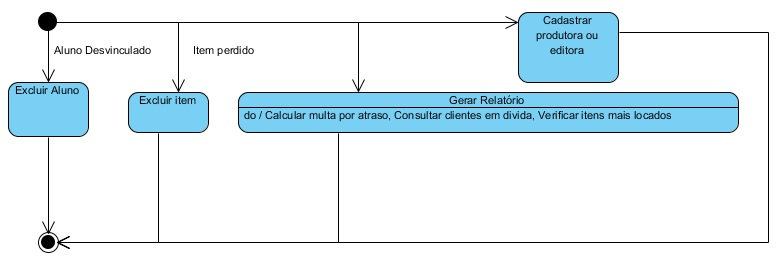 Cadastrar
produtora ou
editora
Aluno Desvinculado
Item perdido
Excluir Aluno
Excluir item
Gerar Relatório
do / Calcular multa por atraso, Consultar clientes em divida, Verificar itens mais locados